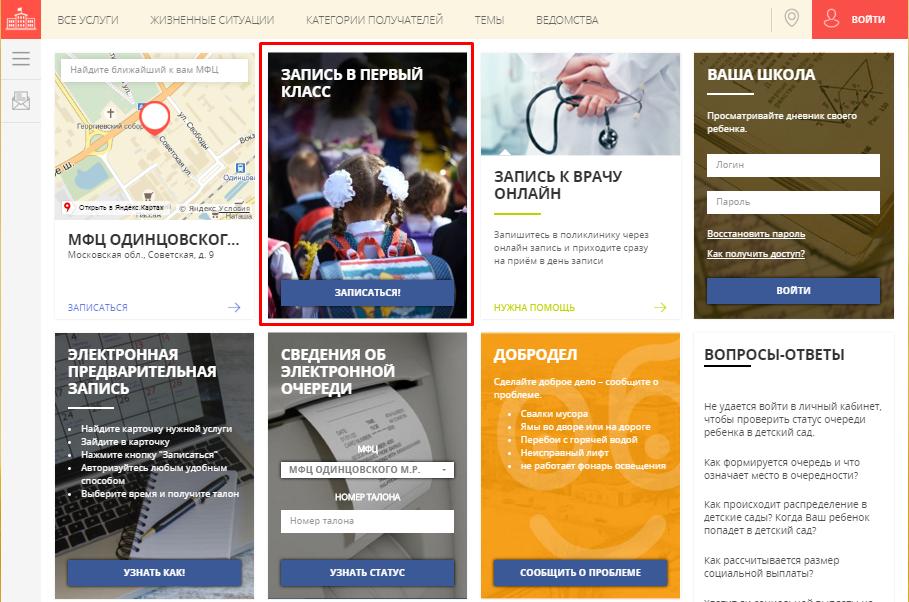 ВСЕ УСЛУГИ
ЖИЗНЕННЫЕ СИТУАЦИИ
КАТЕГОРИИ ПОЛУЧАТЕЛЕЙ
ТЕМЫ
ВЕДОМСТВА
ВОЙТИ
Найдите ближайший к вам МФЦ
Георгиевский собор
ул. Свободы
Советская ул.
Одинцово
Открыть в Яндекс.Картах
© Яндекс Условия
Наташа
МФЦ ОДИНЦОВСКОГ...
Московская обл., Советская, д. 9
ЗАПИСАТЬСЯ
ЗАПИСЬ В ПЕРВЫЙ
КЛАСС
ЗАПИСАТЬСЯ!
ЗАПИСЬ К ВРАЧУ
ОНЛАЙН
Запишитесь в поликлинику через
онлайн запись и приходите сразу
на приём в день записи
НУЖНА ПОМОЩЬ
ВАША ШКОЛА
Просматривайте дневник своего
ребенка.
Логин
Пароль
Восстановить пароль
Как получить доступ?
ВОЙТИ
ЭЛЕКТРОННАЯ
ПРЕДВАРИТЕЛЬНАЯ
ЗАПИСЬ
• Найдите карточку нужной услуги
• Зайдите в карточку
• Нажмите кнопку "Записаться"
• Авторизуйтесь любым удобным
способом
• Выберите время и получите талон
УЗНАТЬ КАК!
СВЕДЕНИЯ ОБ
ЭЛЕКТРОННОЙ
ОЧЕРЕДИ
МФЦ
МФЦ ОДИНЦОВСКОГО М.Р.
НОМЕР ТАЛОНА
Номер талона
УЗНАТЬ СТАТУС
ДОБРОДЕЛ
Сделайте доброе дело – сообщите о
проблеме.
• Свалки мусора
• Ямы во дворе или на дороге
• Перебои с горячей водой
• Неисправный лифт
• не работает фонарь освещения
СООБЩИТЬ О ПРОБЛЕМЕ
ВОПРОСЫ-ОТВЕТЫ
Не удается войти в личный кабинет,
чтобы проверить статус очереди
ребенка в детский сад.
Как формируется очередь и что
означает место в очередности?
Как происходит распределение в
детские сады? Когда Ваш ребенок
попадет в детский сад?
Как рассчитывается размер
социальной выплаты?